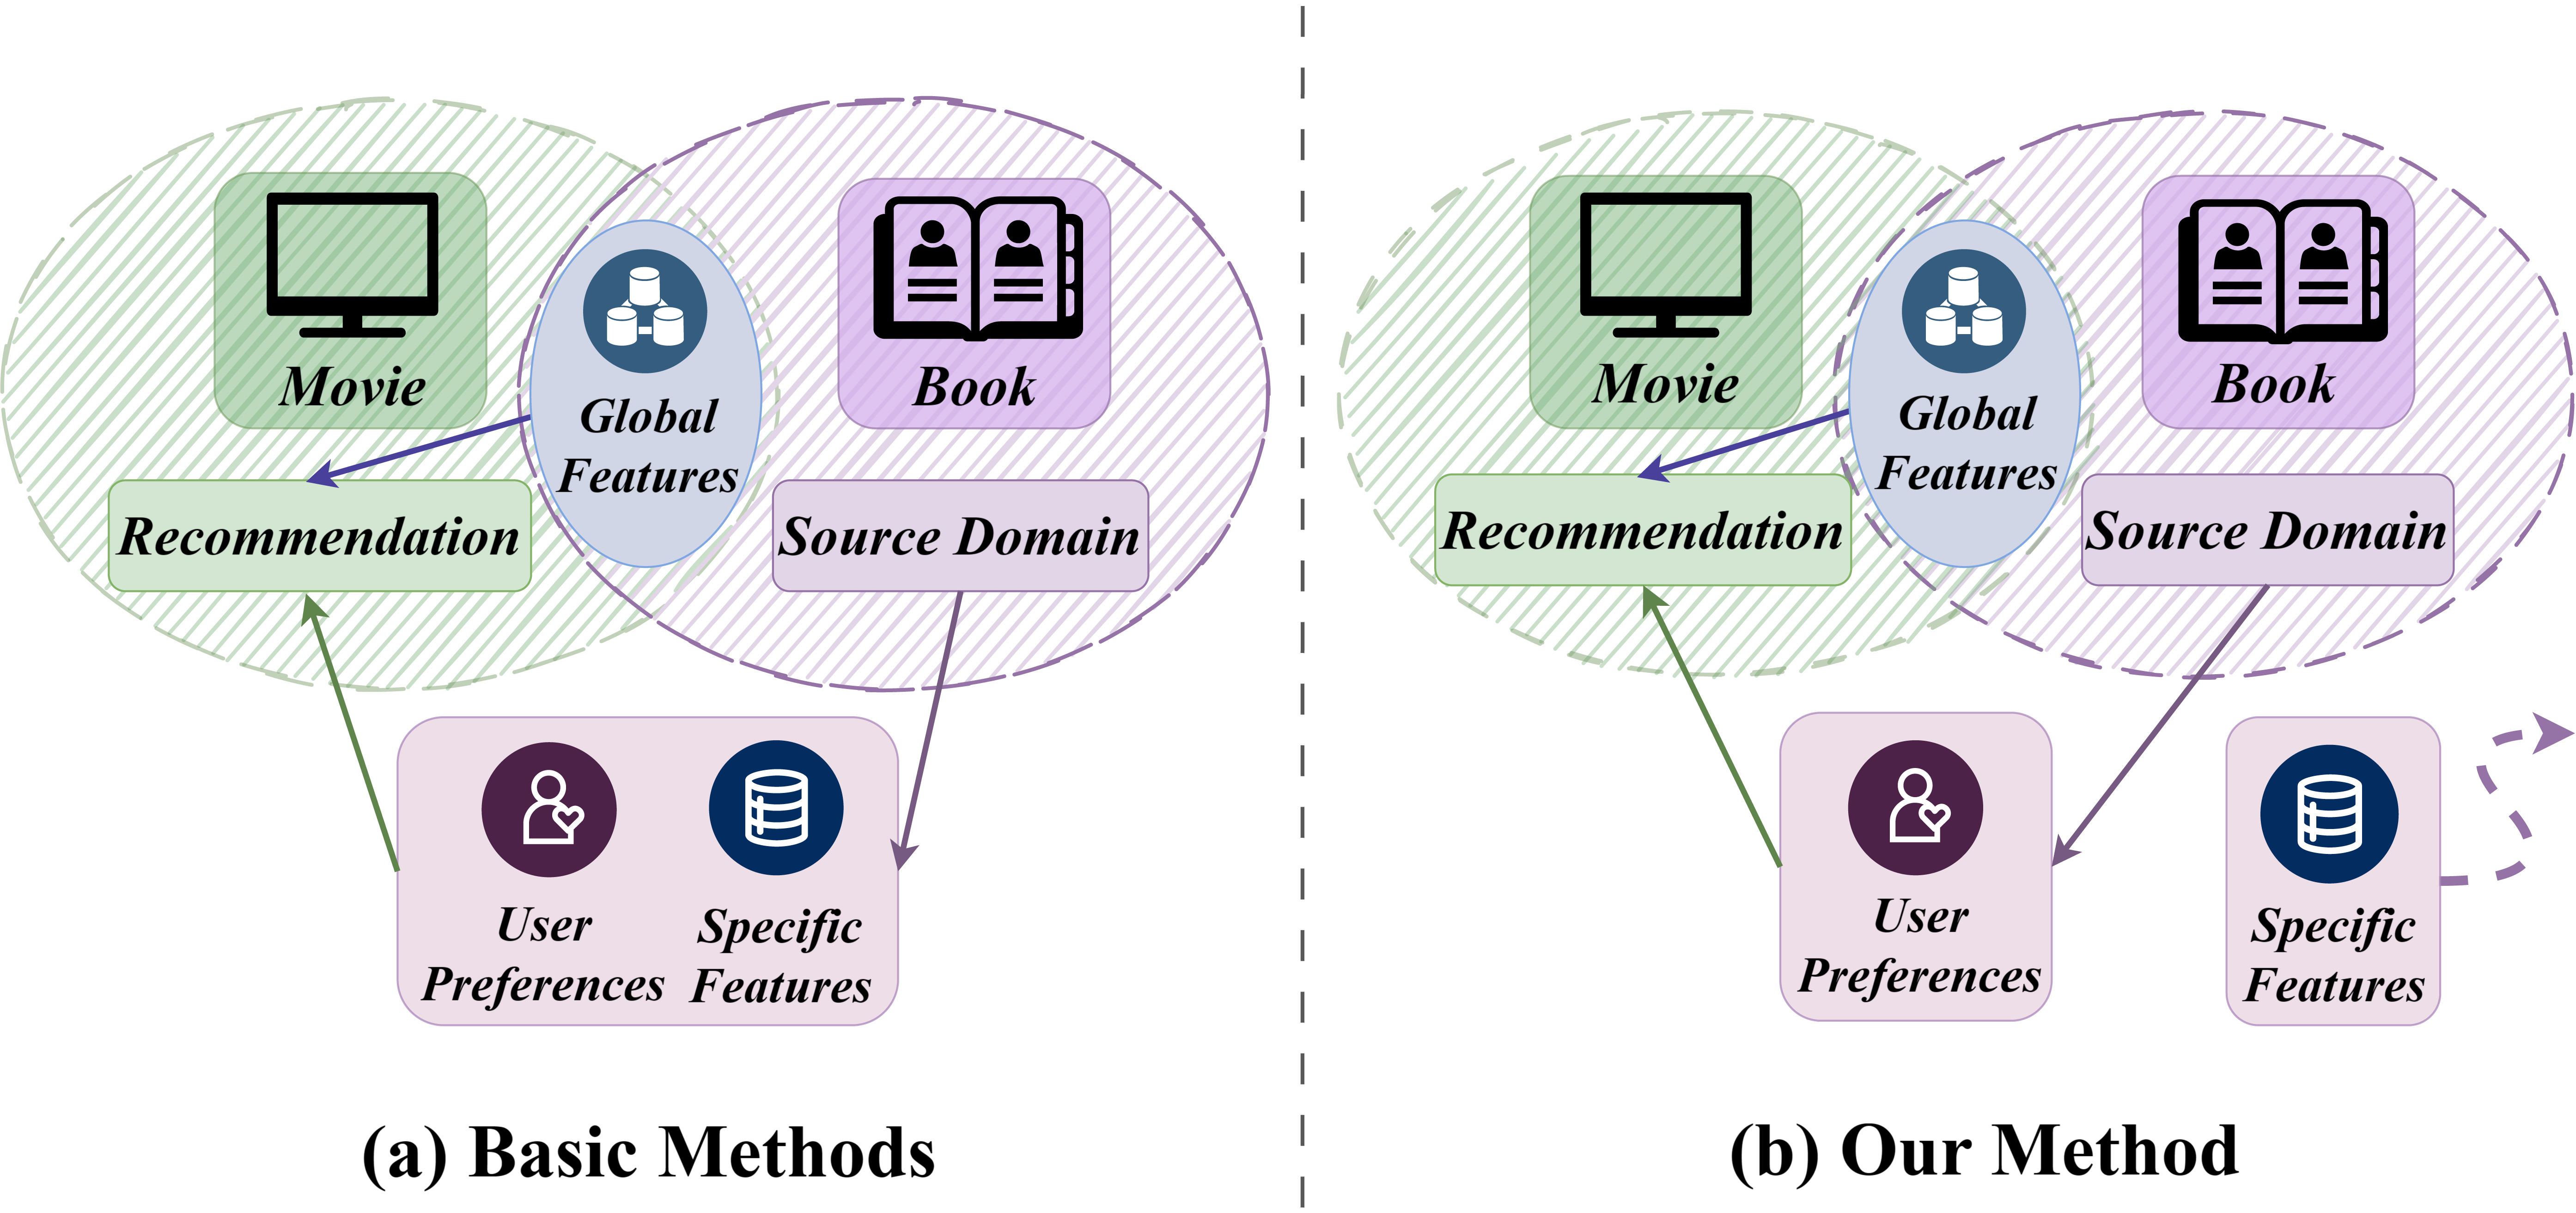 Movie
Book
Global
Features
Recommendation
Source Domain
User
Preferences
Specific
Features
(a) Basic Methods
Movie
Book
Global
Features
Recommendation
Source Domain
User
Preferences
Specific
Features
(b) Our Method